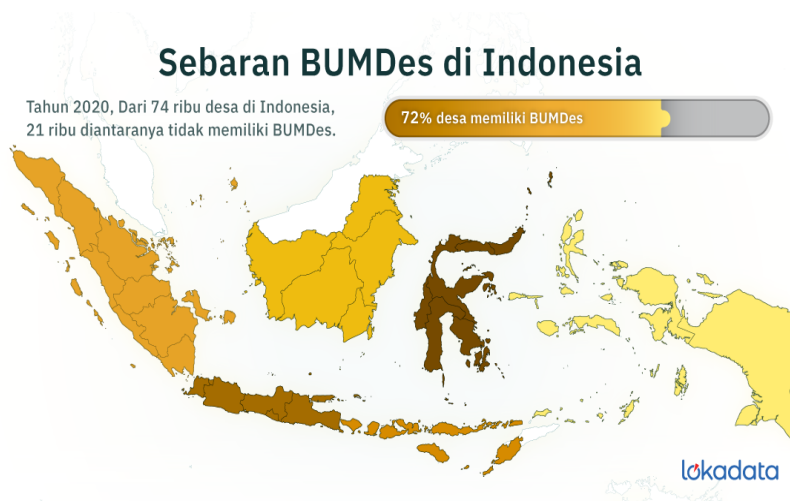 Sebaran BUMDes di Indonesia
Tahun 2020, Dari 74 ribu desa di Indonesia,
21 ribu diantaranya tidak memiliki BUMDes.
72% desa memiliki BUMDes
lokadata